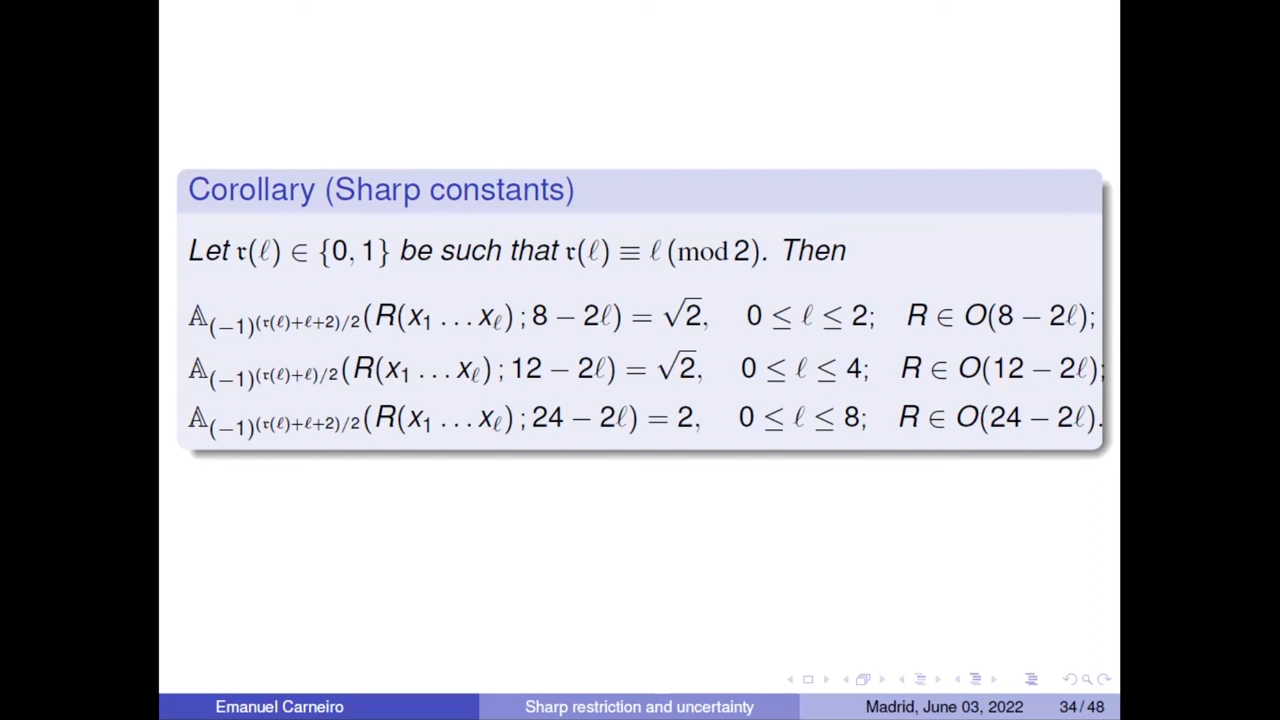 Corollary (Sharp constants)
Let 𝔯(ℓ) ∈ {0, 1} be such that 𝔯(ℓ) ≡ ℓ (mod 2). Then
𝔸_{(−1)^{(𝔯(ℓ)+ℓ+2)/2}}(R(x₁ … x_ℓ) ; 8 − 2ℓ) = √2, 0 ≤ ℓ ≤ 2; R ∈ O(8 − 2ℓ);
𝔸_{(−1)^{(𝔯(ℓ)+ℓ)/2}}(R(x₁ … x_ℓ) ; 12 − 2ℓ) = √2, 0 ≤ ℓ ≤ 4; R ∈ O(12 − 2ℓ);
𝔸_{(−1)^{(𝔯(ℓ)+ℓ+2)/2}}(R(x₁ … x_ℓ) ; 24 − 2ℓ) = 2, 0 ≤ ℓ ≤ 8; R ∈ O(24 − 2ℓ).
Emanuel Carneiro Sharp restriction and uncertainty Madrid, June 03, 2022 34 / 48